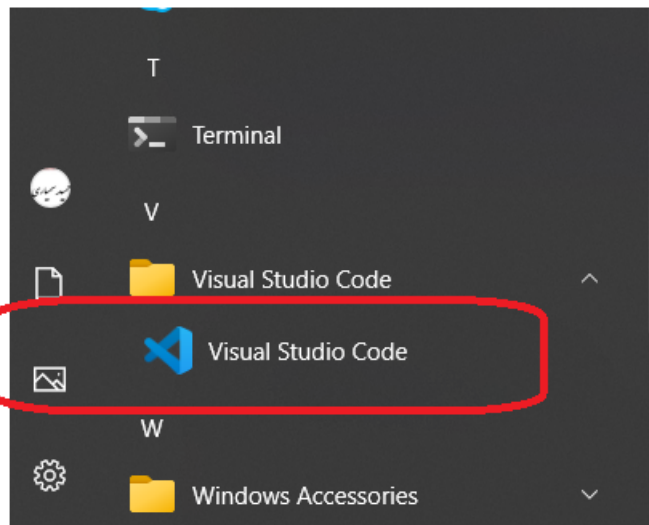 T
Terminal
V
Visual Studio Code
Visual Studio Code
W
Windows Accessories